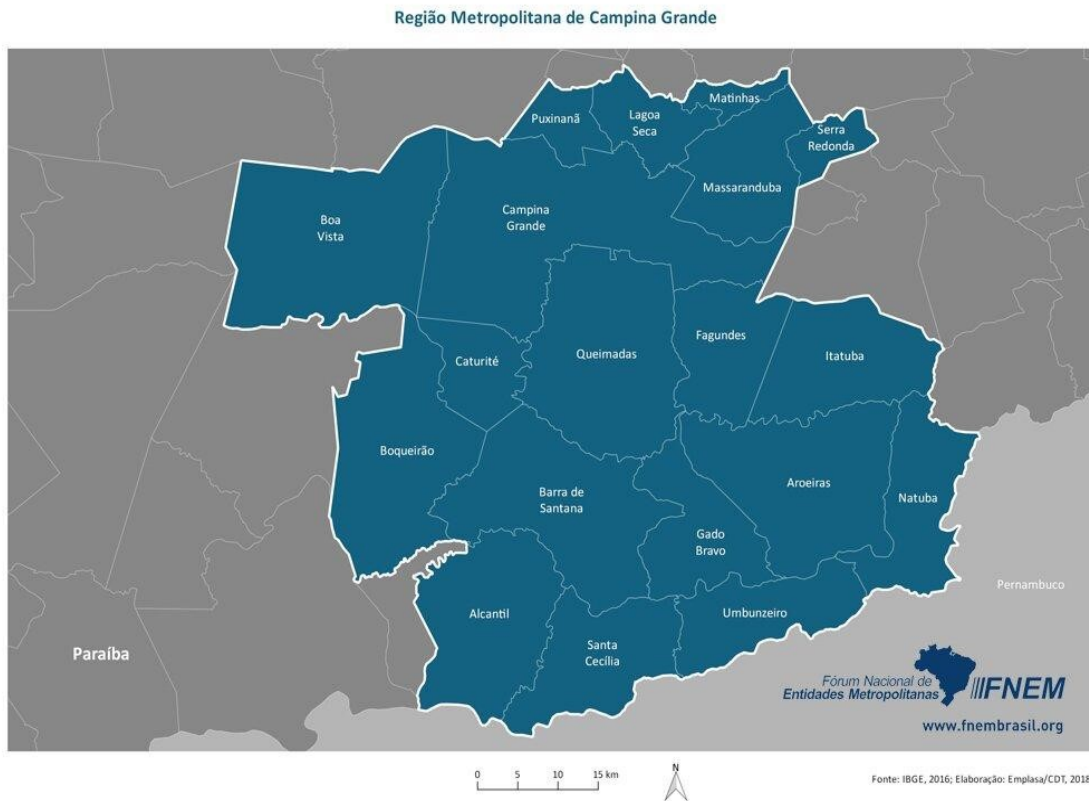 Região Metropolitana de Campina Grande
Puxinanã
Lagoa
Seca
Matinhas
Serra
Redonda
Massaranduba
Boa
Vista
Campina
Grande
Caturité
Queimadas
Fagundes
Itatuba
Boqueirão
Barra de
Santana
Aroeiras
Natuba
Gado
Bravo
Alcantil
Santa
Cecília
Umbunzeiro
Pernambuco
Paraíba
Fórum Nacional de
Entidades Metropolitanas
FNEM
www.fnembrasil.org
0 5 10 15 km
N
Fonte: IBGE, 2016; Elaboração: Emplasa/CDT, 2018